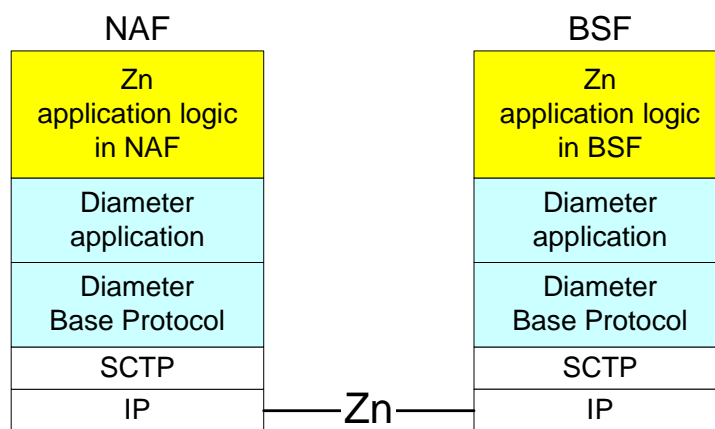 NAF
Zn
application logic
in NAF
Diameter
application
Diameter
Base Protocol
SCTP
IP
Zn
BSF
Zn
application logic
in BSF
Diameter
application
Diameter
Base Protocol
SCTP
IP